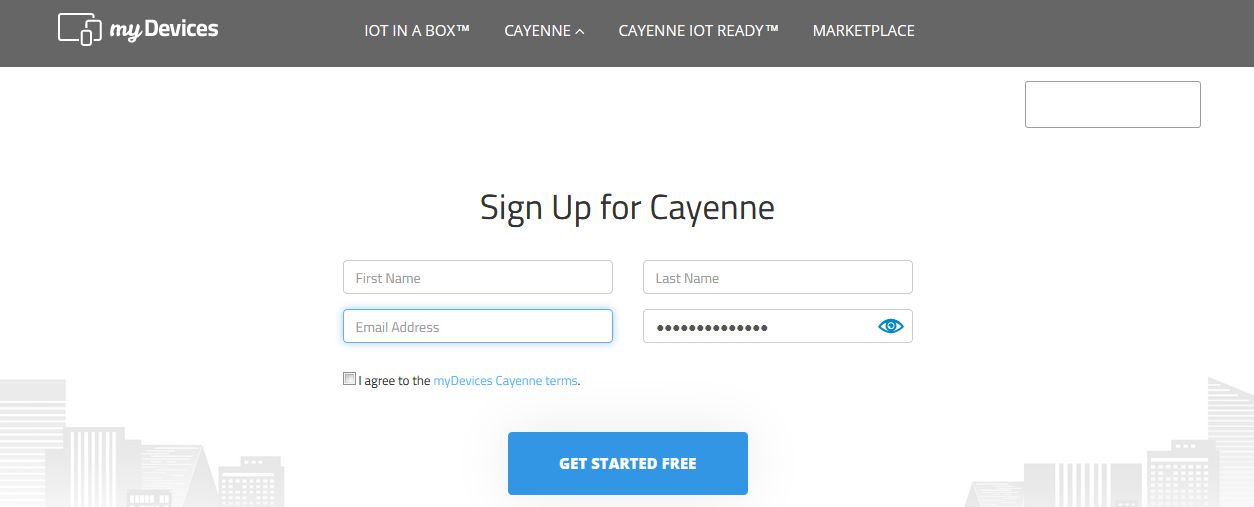 myDevices IOT IN A BOX™ CAYENNE CAYENNE IOT READY™ MARKETPLACE
Sign Up for Cayenne
First Name Last Name
Email Address ••••••••••••••
I agree to the myDevices Cayenne terms.
GET STARTED FREE